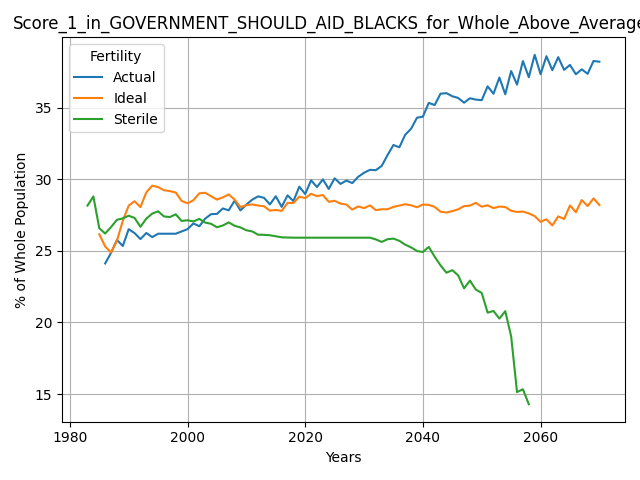 Score_1_in_GOVERNMENT_SHOULD_AID_BLACKS_for_Whole_Above_Average
Fertility
Actual
Ideal
Sterile
% of Whole Population
35
30
25
20
15
1980
2000
2020
2040
2060
Years